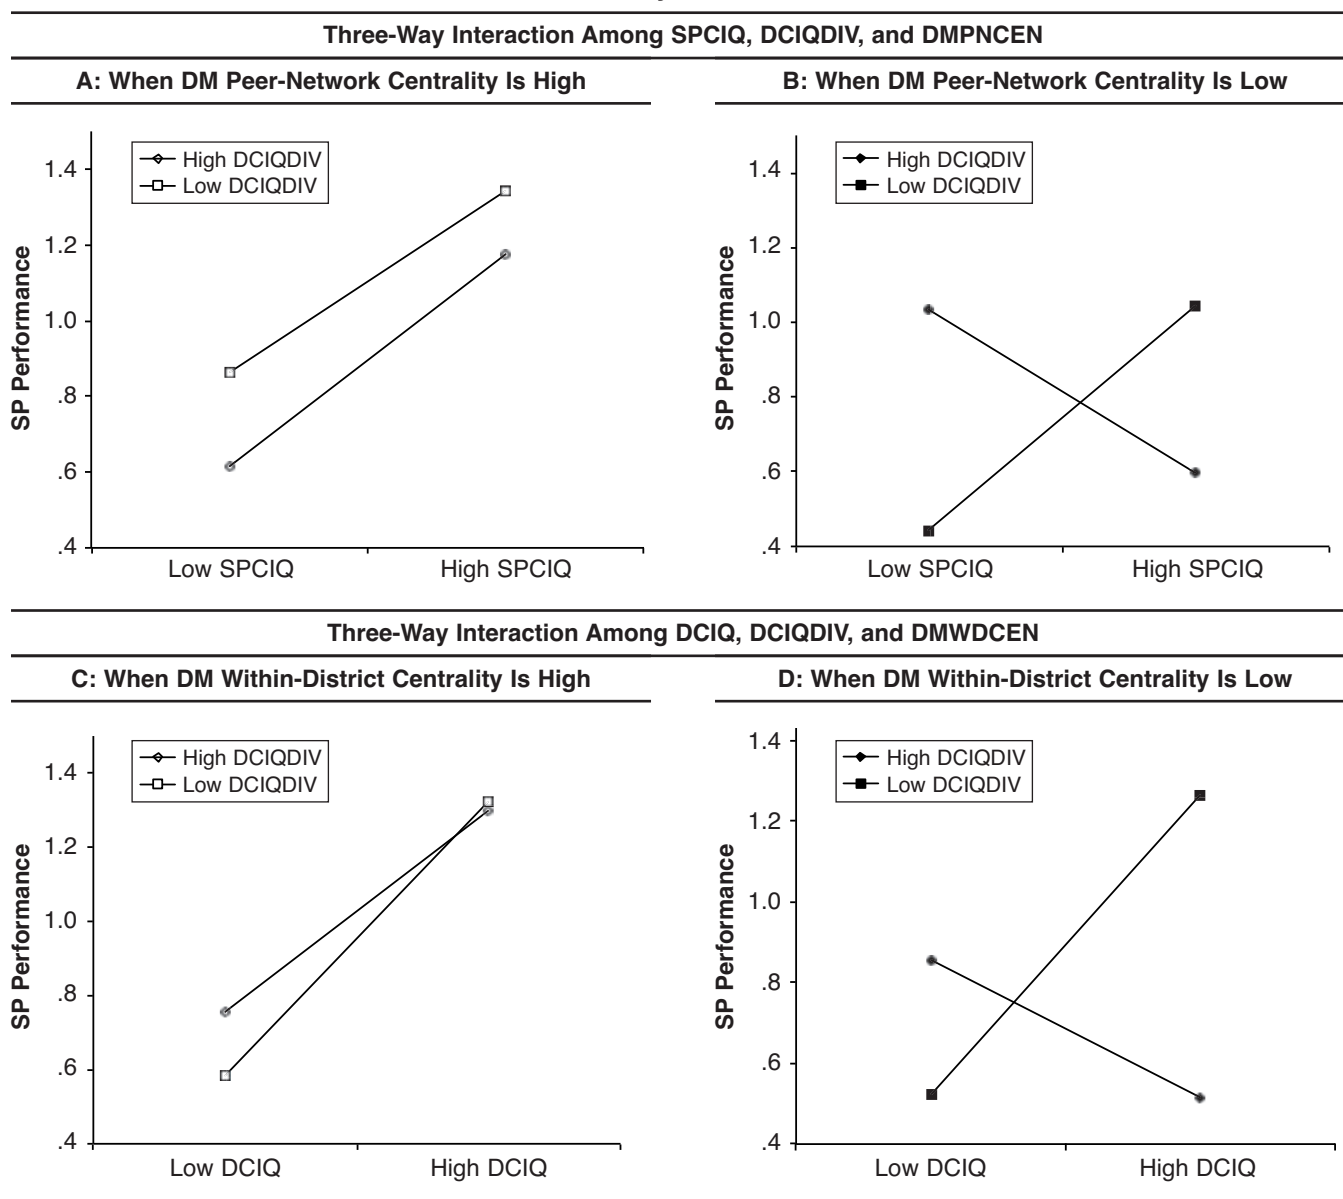 Three-Way Interaction Among SPCIQ, DCIQDIV, and DMPNCEN
A: When DM Peer-Network Centrality Is High
High DCIQDIV
Low DCIQDIV
1.4
1.2
1.0
.8
.6
.4
SP Performance
Low SPCIQ High SPCIQ
B: When DM Peer-Network Centrality Is Low
High DCIQDIV
Low DCIQDIV
1.4
1.2
1.0
.8
.6
.4
SP Performance
Low SPCIQ High SPCIQ
Three-Way Interaction Among DCIQ, DCIQDIV, and DMWDCEN
C: When DM Within-District Centrality Is High
High DCIQDIV
Low DCIQDIV
1.4
1.2
1.0
.8
.6
.4
SP Performance
Low DCIQ High DCIQ
D: When DM Within-District Centrality Is Low
High DCIQDIV
Low DCIQDIV
1.4
1.2
1.0
.8
.6
.4
SP Performance
Low DCIQ High DCIQ